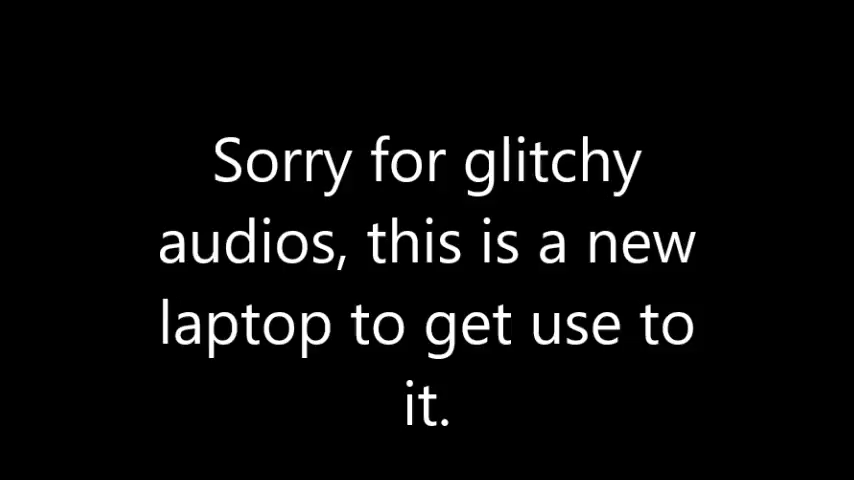 Sorry for glitchy
audios, this is a new
laptop to get use to
it.